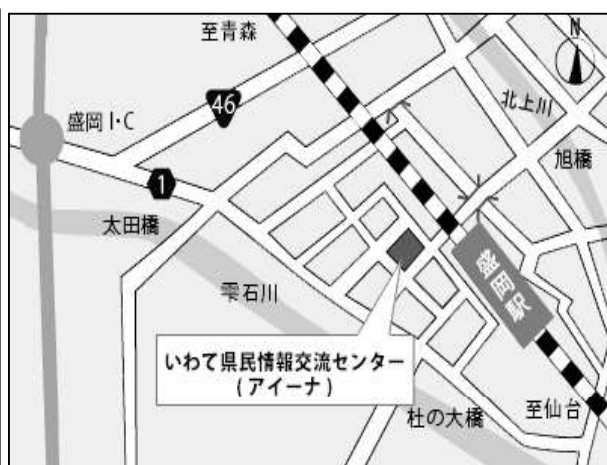 至青森
N
46
北上川
盛岡I・C
旭橋
1
太田橋
盛岡駅
雫石川
いわて県民情報交流センター
(アイーナ)
至仙台
杜の大橋